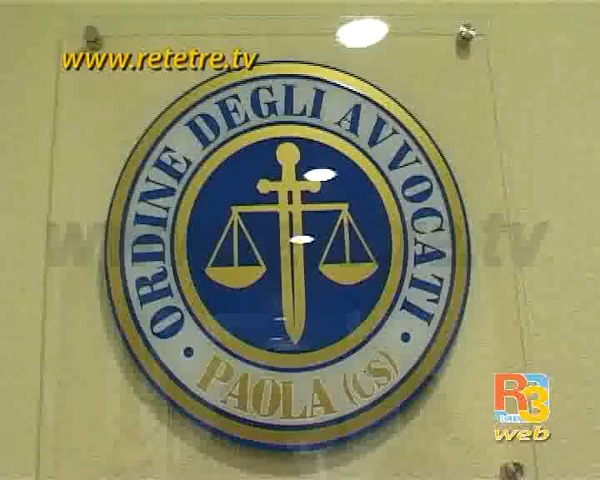 www.retetre.tv
ORDINE DEGLI AVVOCATI
PAOLA (CS)
R3
web